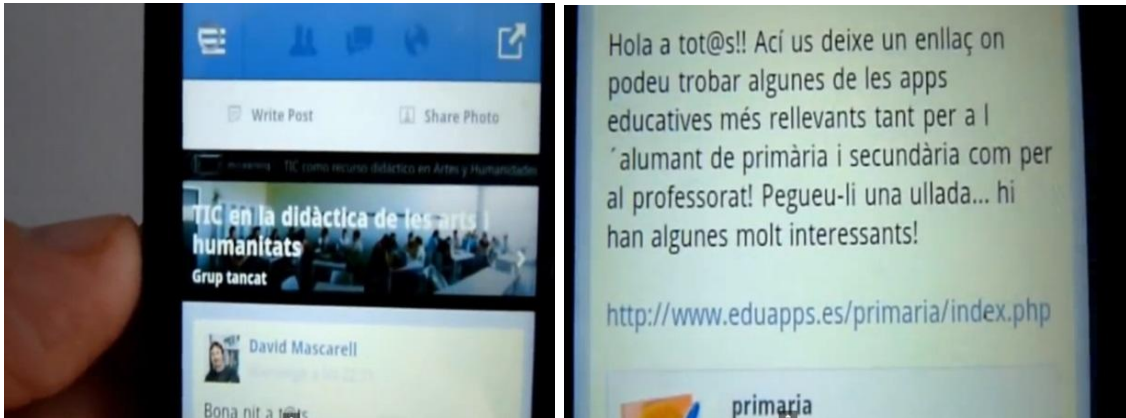 Write Post
Share Photo
TIC como recurso didáctico en Artes y Humanidades
TIC en la didàctica de les arts i
humanitats
Grup tancat
David Mascarell
Bona nit a
Hola a tot@s!! Ací us deixe un enllaç on
podeu trobar algunes de les apps
educatives més rellevants tant per a l
´alumant de primària i secundària com per
al professorat! Pegueu-li una ullada... hi
han algunes molt interessants!
http://www.eduapps.es/primaria/index.php
primaria